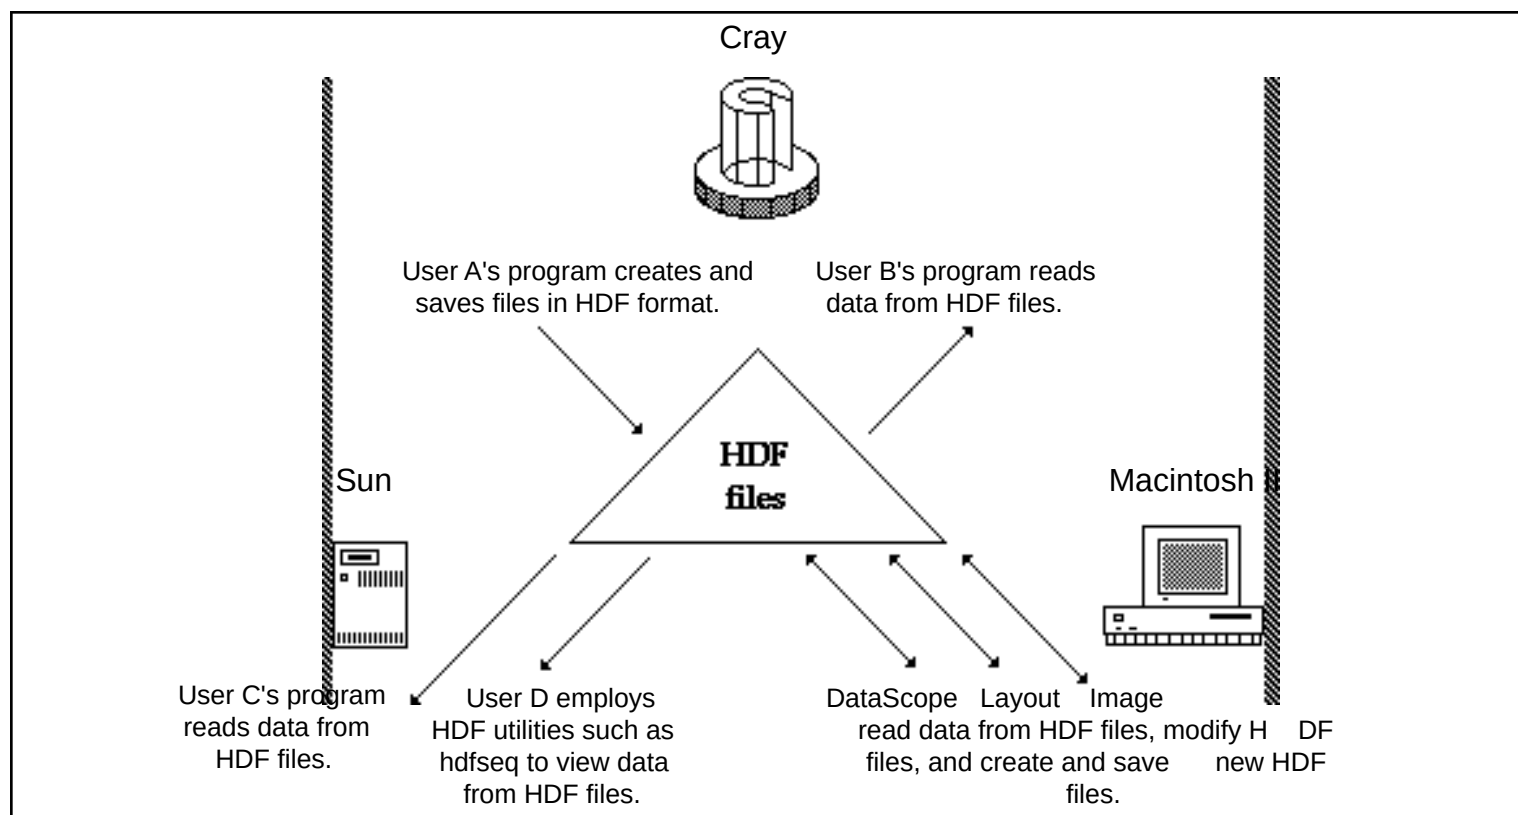 Cray
User A's program creates and
saves files in HDF format.
User B's program reads
data from HDF files.
HDF
files
Sun
Macintosh II
User C's program
reads data from
HDF files.
User D employs
HDF utilities such as
hdfseq to view data
from HDF files.
DataScope Layout Image
read data from HDF files, modify H DF
files, and create and save new HDF
files.